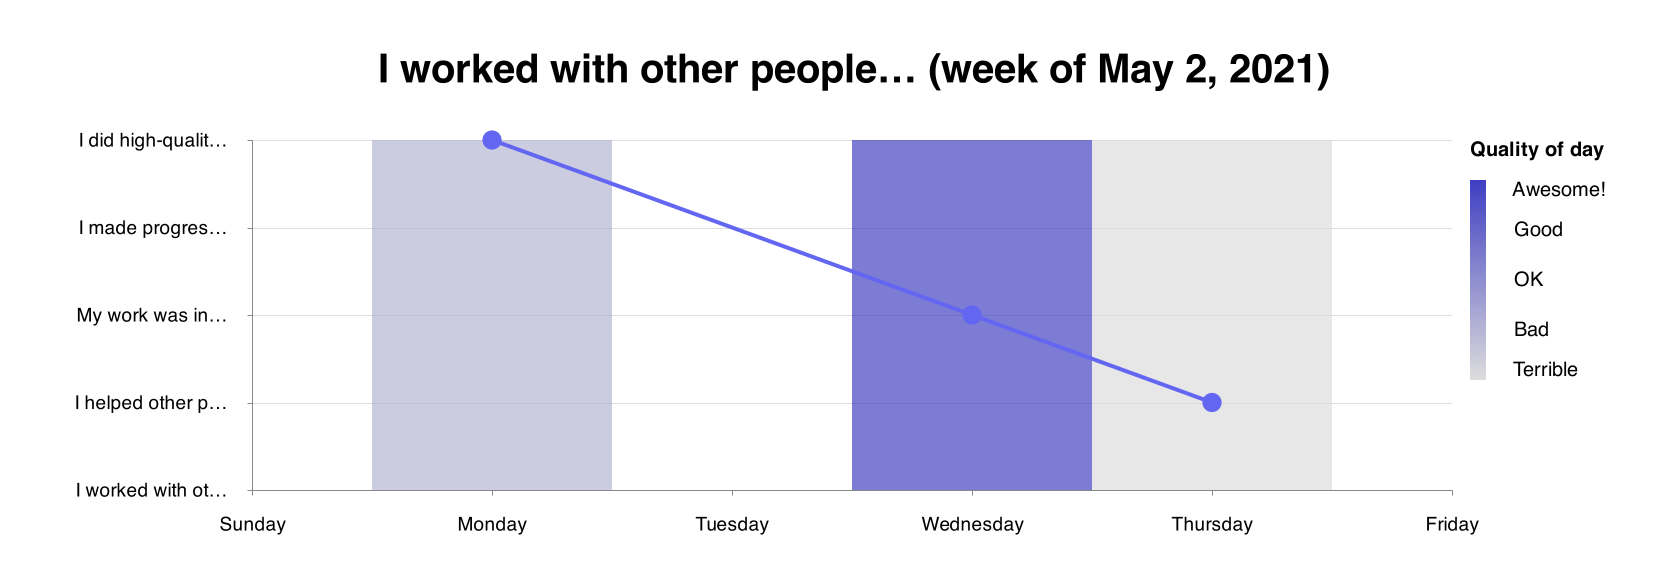 I worked with other people… (week of May 2, 2021)
I did high-qualit…
I made progres…
My work was in…
I helped other p…
I worked with ot…
Sunday
Monday
Tuesday
Wednesday
Thursday
Friday
Quality of day
Awesome!
Good
OK
Bad
Terrible